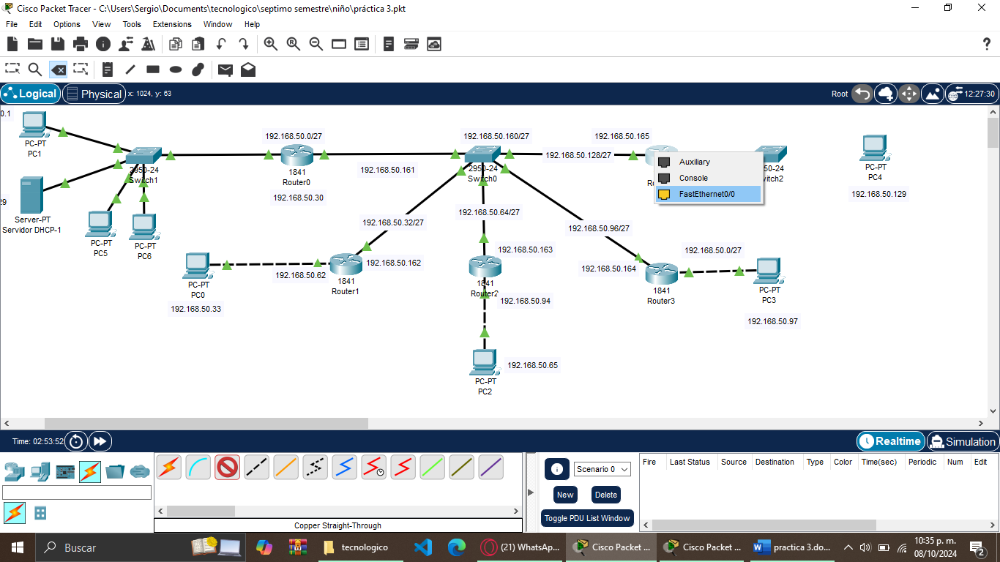 Cisco Packet Tracer - C:\Users\Sergio\Documents\tecnologico\septimo semestre\niño\práctica 3.pkt
File Edit Options View Tools Extensions Window Help
Logical Physical x: 1024, y: 63 Root 12:27:30
0.1
PC-PT
PC1
29
Server-PT
Servidor DHCP-1
2950-24
Switch1
PC-PT
PC5
PC-PT
PC6
192.168.50.0/27
1841
Router0
192.168.50.30
192.168.50.161
192.168.50.160/27
2950-24
Switch0
192.168.50.165
192.168.50.128/27
Auxiliary
Console
FastEthernet0/0
PC-PT
PC4
192.168.50.129
192.168.50.32/27
192.168.50.64/27
192.168.50.96/27
PC-PT
PC0
192.168.50.33
192.168.50.62
192.168.50.162
1841
Router1
192.168.50.163
1841
Router2
192.168.50.94
192.168.50.164
1841
Router3
192.168.50.0/27
PC-PT
PC3
192.168.50.97
PC-PT
PC2
192.168.50.65
Time: 02:53:52 Realtime Simulation
Copper Straight-Through
Scenario 0
New Delete
Toggle PDU List Window
Fire Last Status Source Destination Type Color Time(sec) Periodic Num Edit
Buscar tecnologico (21) WhatsAp... Cisco Packet ... Cisco Packet ... practica 3.do... 10:35 p. m.
08/10/2024
2